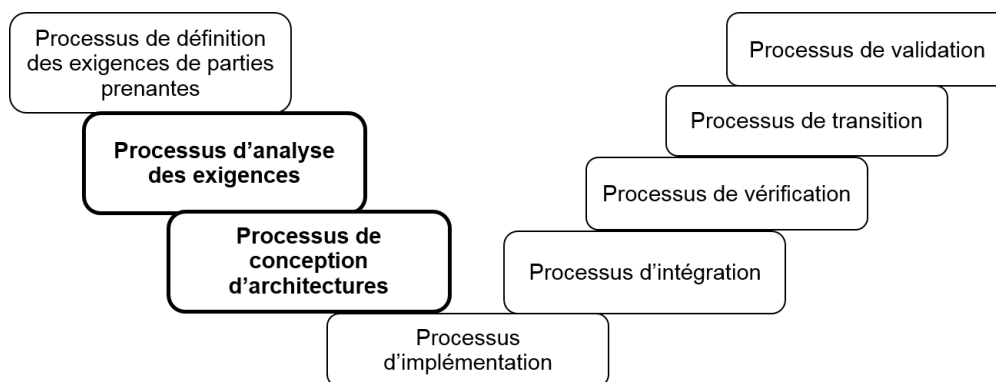 Processus de définition
des exigences de parties
prenantes
Processus d'analyse
des exigences
Processus de
conception
d'architectures
Processus
d'implémentation
Processus d'intégration
Processus de vérification
Processus de transition
Processus de validation